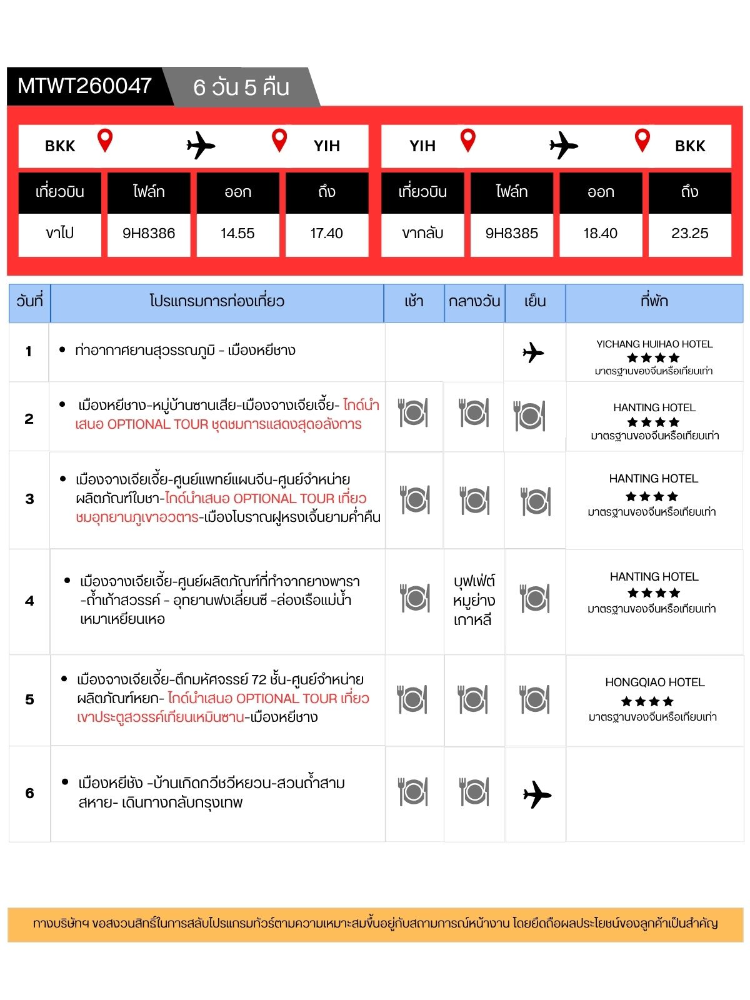 MTWT260047
6 วัน 5 คืน
BKK
YIH
YIH
BKK
เที่ยวบิน
ไฟล์ท
ออก
ถึง
เที่ยวบิน
ไฟล์ท
ออก
ถึง
ขาไป
9H8386
14.55
17.40
ขากลับ
9H8385
18.40
23.25
วันที่
โปรแกรมการท่องเที่ยว
เช้า
กลางวัน
เย็น
ที่พัก
1
• ท่าอากาศยานสุวรรณภูมิ - เมืองหยีชาง
YICHANG HUIHAO HOTEL
★★★★
มาตรฐานของจีนหรือเทียบเท่า
2
• เมืองหยีชาง-หมู่บ้านซานเสีย-เมืองจางเจียเจี้ย- ไกด์นำ
เสนอ OPTIONAL TOUR ชุดชมการแสดงสุดอลังการ
HANTING HOTEL
★★★★
มาตรฐานของจีนหรือเทียบเท่า
3
• เมืองจางเจียเจี้ย-ศูนย์แพทย์แผนจีน-ศูนย์จำหน่าย
ผลิตภัณฑ์ใบชา-ไกด์นำเสนอ OPTIONAL TOUR เที่ยว
ชมอุทยานภูเขาอวตาร-เมืองโบราณฝูหรงเจิ้นยามค่ำคืน
HANTING HOTEL
★★★★
มาตรฐานของจีนหรือเทียบเท่า
4
• เมืองจางเจียเจี้ย-ศูนย์ผลิตภัณฑ์ที่ทำจากยางพารา
-ถ้ำเก้าสวรรค์ - อุทยานฟงเลี่ยนซี -ล่องเรือแม่น้ำ
เหมาเหยียนเหอ
บุฟเฟ่ต์
หมูย่าง
เกาหลี
HANTING HOTEL
★★★★
มาตรฐานของจีนหรือเทียบเท่า
5
• เมืองจางเจียเจี้ย-ตึกมหัศจรรย์ 72 ชั้น-ศูนย์จำหน่าย
ผลิตภัณฑ์หยก- ไกด์นำเสนอ OPTIONAL TOUR เที่ยว
เขาประตูสวรรค์เทียนเหมินซาน-เมืองหยีชาง
HONGQIAO HOTEL
★★★★
มาตรฐานของจีนหรือเทียบเท่า
6
• เมืองหยีชัง -บ้านเกิดกวีชวีหยวน-สวนถ้ำสาม
สหาย- เดินทางกลับกรุงเทพ
ทางบริษัทฯ ขอสงวนสิทธิ์ในการสลับโปรแกรมทัวร์ตามความเหมาะสมขึ้นอยู่กับสถานการณ์หน้างาน โดยยึดถือผลประโยชน์ของลูกค้าเป็นสำคัญ